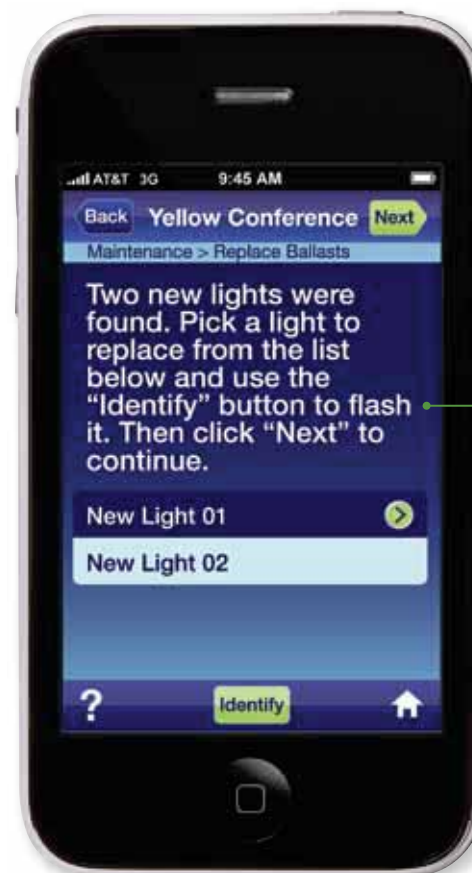 AT&T 3G 9:45 AM
Back Yellow Conference Next
Maintenance > Replace Ballasts
Two new lights were
found. Pick a light to
replace from the list
below and use the
“Identify” button to flash
it. Then click “Next” to
continue.
New Light 01
New Light 02
? Identify